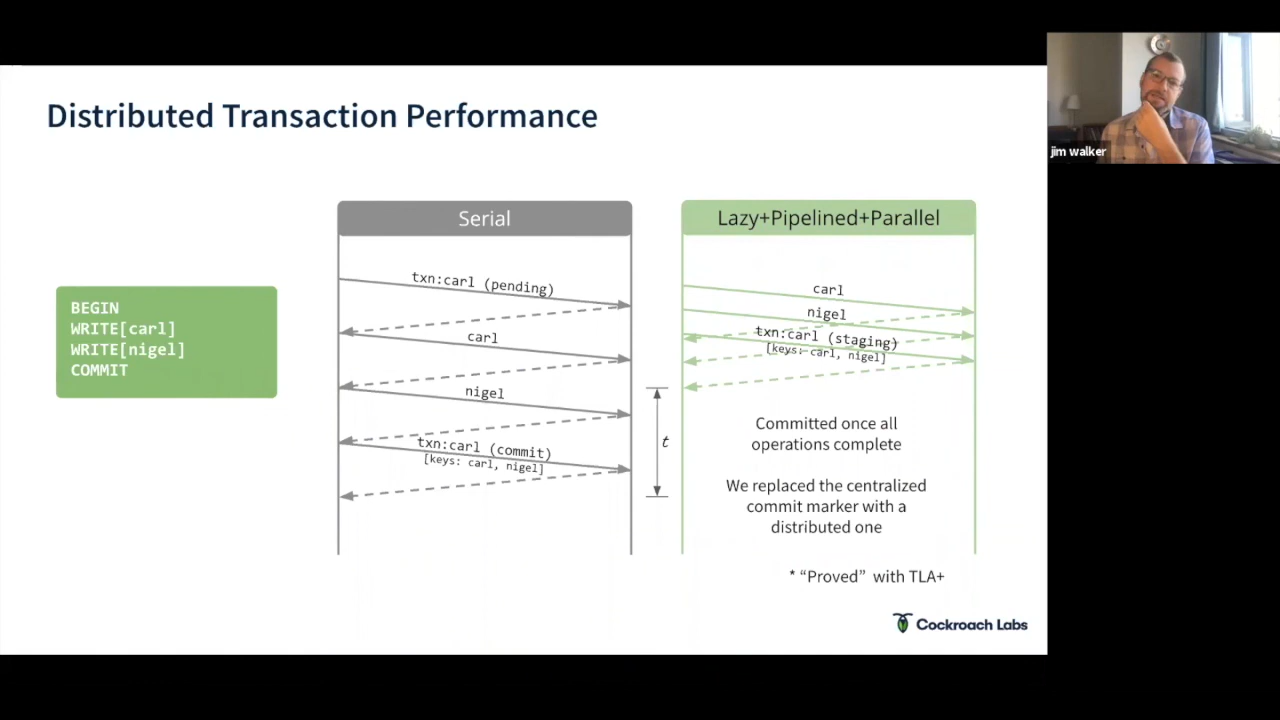 Distributed Transaction Performance
jim walker
BEGIN
WRITE[carl]
WRITE[nigel]
COMMIT
Serial
txn:carl (pending)
carl
nigel
txn:carl (commit)
[keys: carl, nigel]
t
Lazy+Pipelined+Parallel
carl
nigel
txn:carl (staging)
[keys: carl, nigel]
Committed once all
operations complete
We replaced the centralized
commit marker with a
distributed one
* “Proved” with TLA+
Cockroach Labs